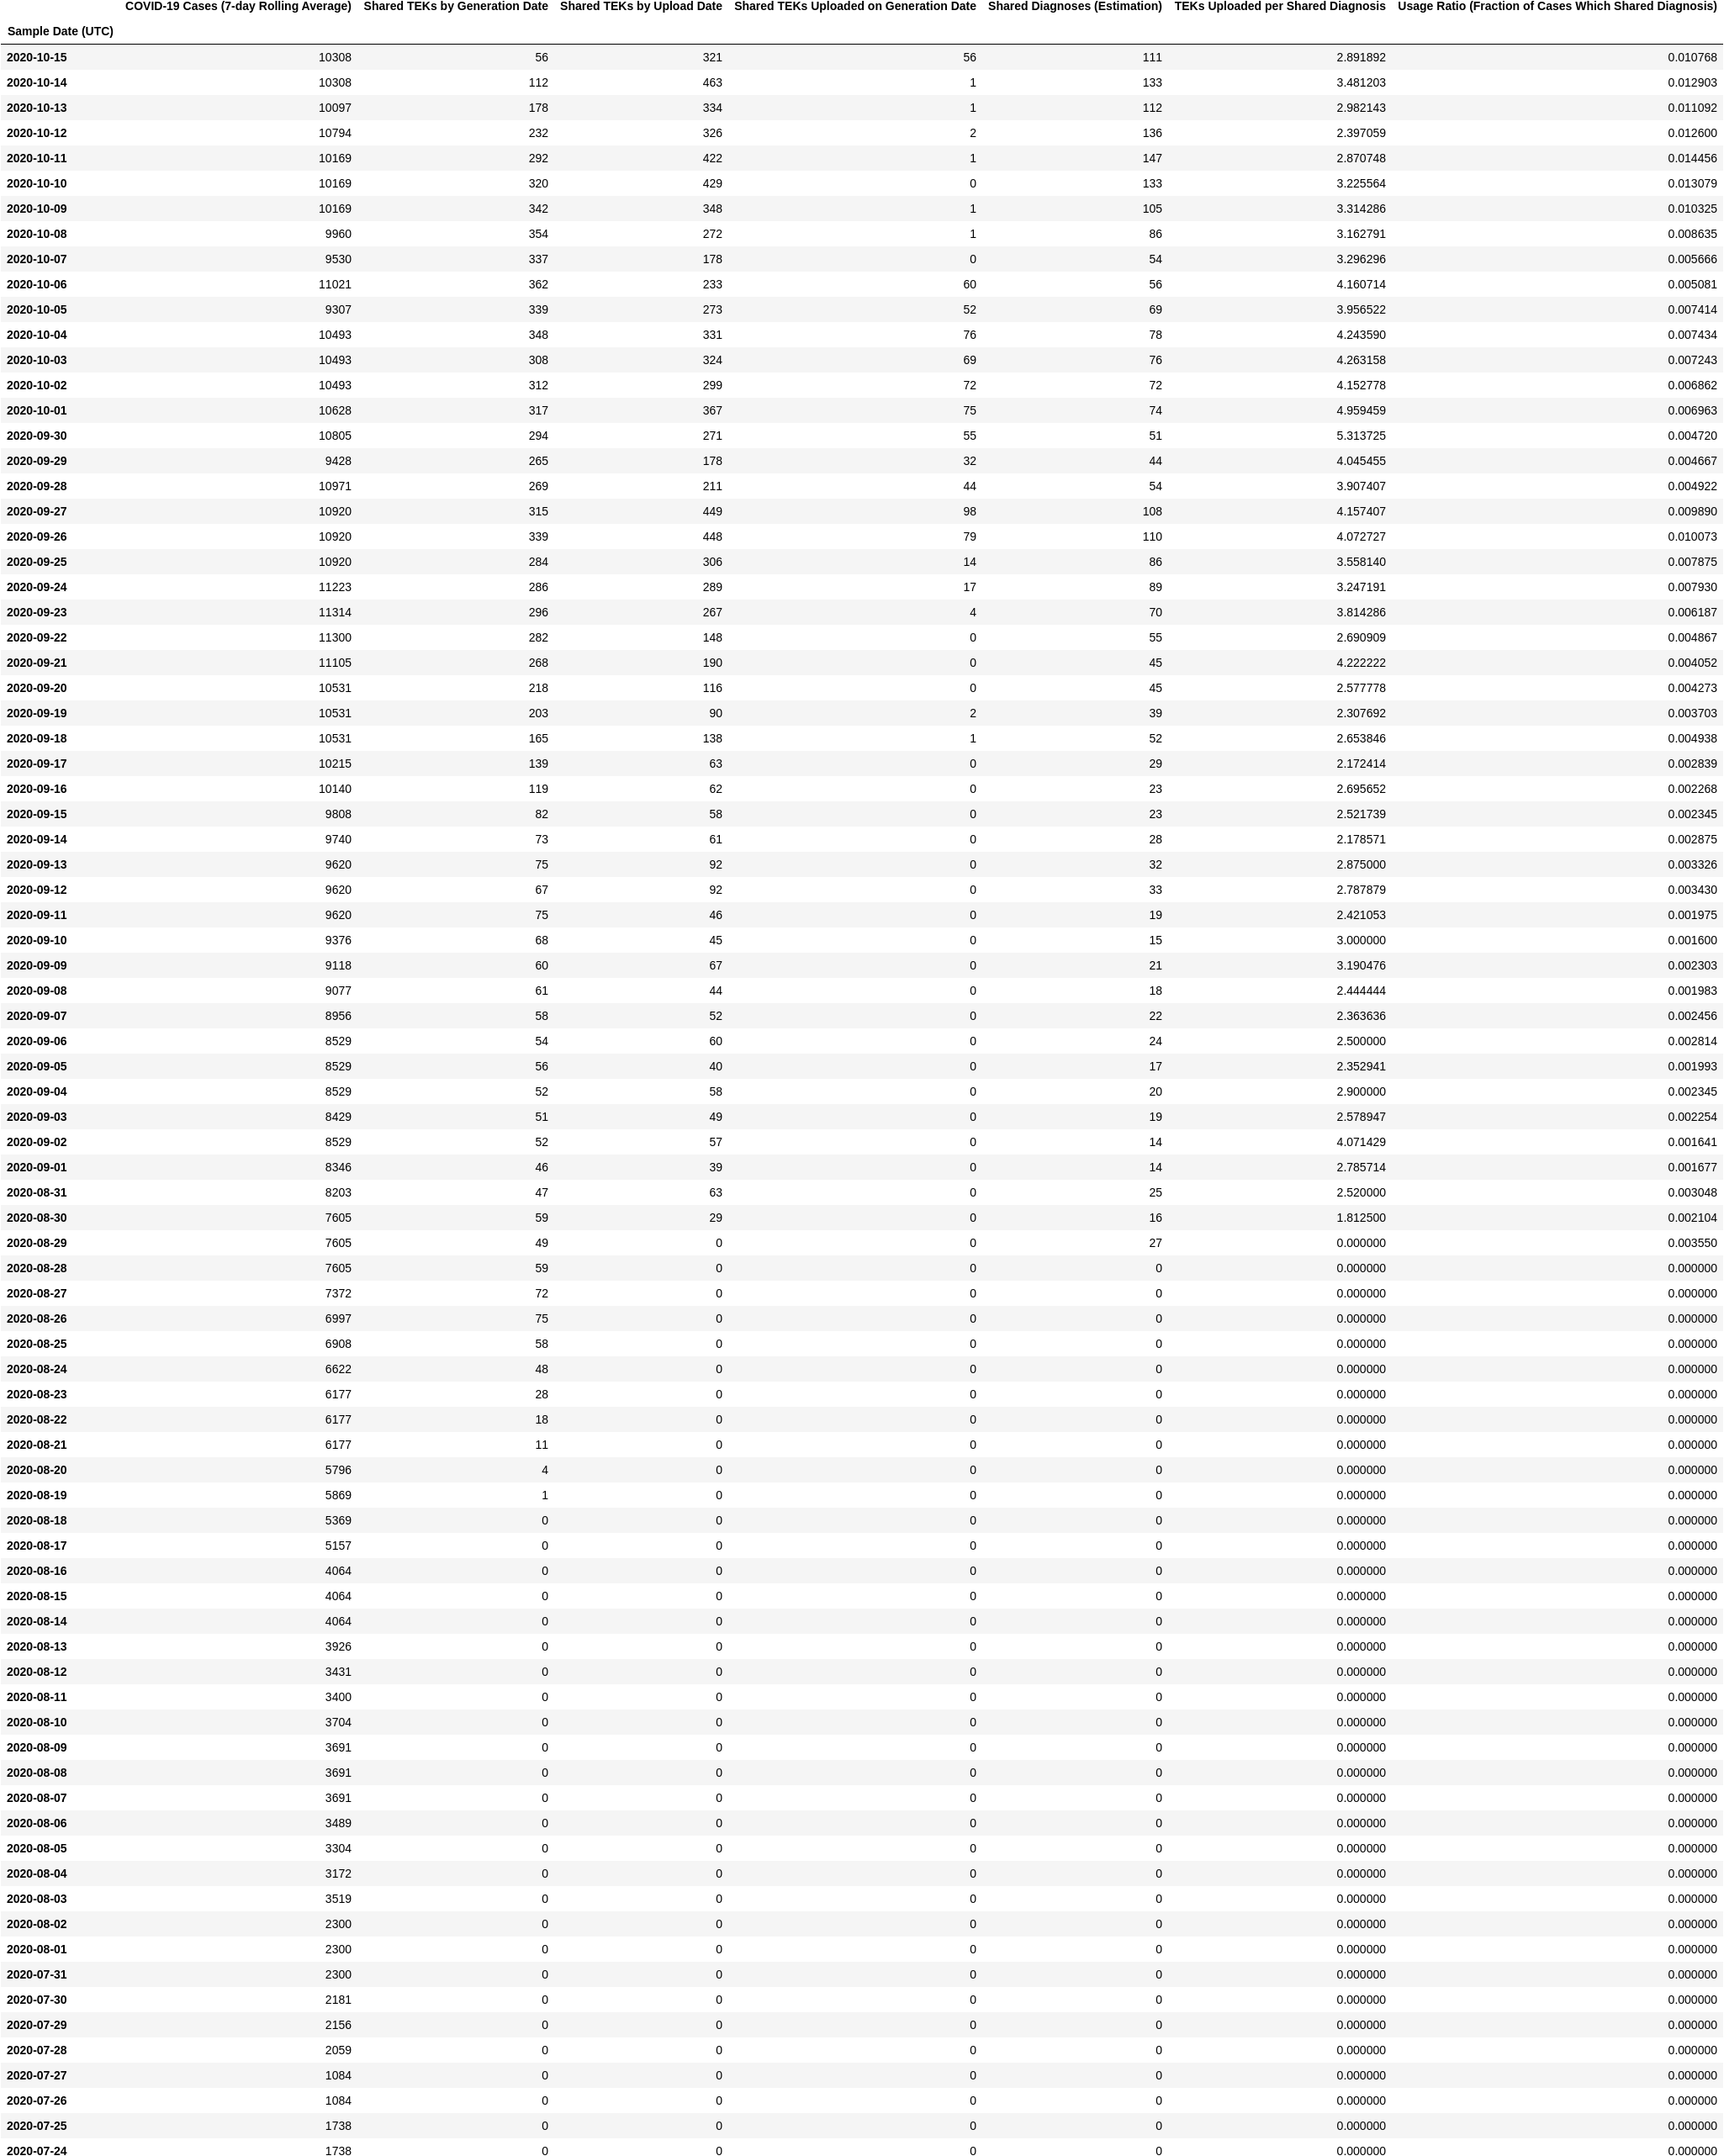 COVID-19 Cases (7-day Rolling Average) Shared TEKs by Generation Date Shared TEKs by Upload Date Shared TEKs Uploaded on Generation Date Shared Diagnoses (Estimation) TEKs Uploaded per Shared Diagnosis Usage Ratio (Fraction of Cases Which Shared Diagnosis)
Sample Date (UTC)
2020-10-15 10308 56 321 56 111 2.891892 0.010768
2020-10-14 10308 112 463 1 133 3.481203 0.012903
2020-10-13 10097 178 334 1 112 2.982143 0.011092
2020-10-12 10794 232 326 2 136 2.397059 0.012600
2020-10-11 10169 292 422 1 147 2.870748 0.014456
2020-10-10 10169 320 429 0 133 3.225564 0.013079
2020-10-09 10169 342 348 1 105 3.314286 0.010325
2020-10-08 9960 354 272 1 86 3.162791 0.008635
2020-10-07 9530 337 178 0 54 3.296296 0.005666
2020-10-06 11021 362 233 60 56 4.160714 0.005081
2020-10-05 9307 339 273 52 69 3.956522 0.007414
2020-10-04 10493 348 331 76 78 4.243590 0.007434
2020-10-03 10493 308 324 69 76 4.263158 0.007243
2020-10-02 10493 312 299 72 72 4.152778 0.006862
2020-10-01 10628 317 367 75 74 4.959459 0.006963
2020-09-30 10805 294 271 55 51 5.313725 0.004720
2020-09-29 9428 265 178 32 44 4.045455 0.004667
2020-09-28 10971 269 211 44 54 3.907407 0.004922
2020-09-27 10920 315 449 98 108 4.157407 0.009890
2020-09-26 10920 339 448 79 110 4.072727 0.010073
2020-09-25 10920 284 306 14 86 3.558140 0.007875
2020-09-24 11223 286 289 17 89 3.247191 0.007930
2020-09-23 11314 296 267 4 70 3.814286 0.006187
2020-09-22 11300 282 148 0 55 2.690909 0.004867
2020-09-21 11105 268 190 0 45 4.222222 0.004052
2020-09-20 10531 218 116 0 45 2.577778 0.004273
2020-09-19 10531 203 90 2 39 2.307692 0.003703
2020-09-18 10531 165 138 1 52 2.653846 0.004938
2020-09-17 10215 139 63 0 29 2.172414 0.002839
2020-09-16 10140 119 62 0 23 2.695652 0.002268
2020-09-15 9808 82 58 0 23 2.521739 0.002345
2020-09-14 9740 73 61 0 28 2.178571 0.002875
2020-09-13 9620 75 92 0 32 2.875000 0.003326
2020-09-12 9620 67 92 0 33 2.787879 0.003430
2020-09-11 9620 75 46 0 19 2.421053 0.001975
2020-09-10 9376 68 45 0 15 3.000000 0.001600
2020-09-09 9118 60 67 0 21 3.190476 0.002303
2020-09-08 9077 61 44 0 18 2.444444 0.001983
2020-09-07 8956 58 52 0 22 2.363636 0.002456
2020-09-06 8529 54 60 0 24 2.500000 0.002814
2020-09-05 8529 56 40 0 17 2.352941 0.001993
2020-09-04 8529 52 58 0 20 2.900000 0.002345
2020-09-03 8429 51 49 0 19 2.578947 0.002254
2020-09-02 8529 52 57 0 14 4.071429 0.001641
2020-09-01 8346 46 39 0 14 2.785714 0.001677
2020-08-31 8203 47 63 0 25 2.520000 0.003048
2020-08-30 7605 59 29 0 16 1.812500 0.002104
2020-08-29 7605 49 0 0 27 0.000000 0.003550
2020-08-28 7605 59 0 0 0 0.000000 0.000000
2020-08-27 7372 72 0 0 0 0.000000 0.000000
2020-08-26 6997 75 0 0 0 0.000000 0.000000
2020-08-25 6908 58 0 0 0 0.000000 0.000000
2020-08-24 6622 48 0 0 0 0.000000 0.000000
2020-08-23 6177 28 0 0 0 0.000000 0.000000
2020-08-22 6177 18 0 0 0 0.000000 0.000000
2020-08-21 6177 11 0 0 0 0.000000 0.000000
2020-08-20 5796 4 0 0 0 0.000000 0.000000
2020-08-19 5869 1 0 0 0 0.000000 0.000000
2020-08-18 5369 0 0 0 0 0.000000 0.000000
2020-08-17 5157 0 0 0 0 0.000000 0.000000
2020-08-16 4064 0 0 0 0 0.000000 0.000000
2020-08-15 4064 0 0 0 0 0.000000 0.000000
2020-08-14 4064 0 0 0 0 0.000000 0.000000
2020-08-13 3926 0 0 0 0 0.000000 0.000000
2020-08-12 3431 0 0 0 0 0.000000 0.000000
2020-08-11 3400 0 0 0 0 0.000000 0.000000
2020-08-10 3704 0 0 0 0 0.000000 0.000000
2020-08-09 3691 0 0 0 0 0.000000 0.000000
2020-08-08 3691 0 0 0 0 0.000000 0.000000
2020-08-07 3691 0 0 0 0 0.000000 0.000000
2020-08-06 3489 0 0 0 0 0.000000 0.000000
2020-08-05 3304 0 0 0 0 0.000000 0.000000
2020-08-04 3172 0 0 0 0 0.000000 0.000000
2020-08-03 3519 0 0 0 0 0.000000 0.000000
2020-08-02 2300 0 0 0 0 0.000000 0.000000
2020-08-01 2300 0 0 0 0 0.000000 0.000000
2020-07-31 2300 0 0 0 0 0.000000 0.000000
2020-07-30 2181 0 0 0 0 0.000000 0.000000
2020-07-29 2156 0 0 0 0 0.000000 0.000000
2020-07-28 2059 0 0 0 0 0.000000 0.000000
2020-07-27 1084 0 0 0 0 0.000000 0.000000
2020-07-26 1084 0 0 0 0 0.000000 0.000000
2020-07-25 1738 0 0 0 0 0.000000 0.000000
2020-07-24 1738 0 0 0 0 0.000000 0.000000